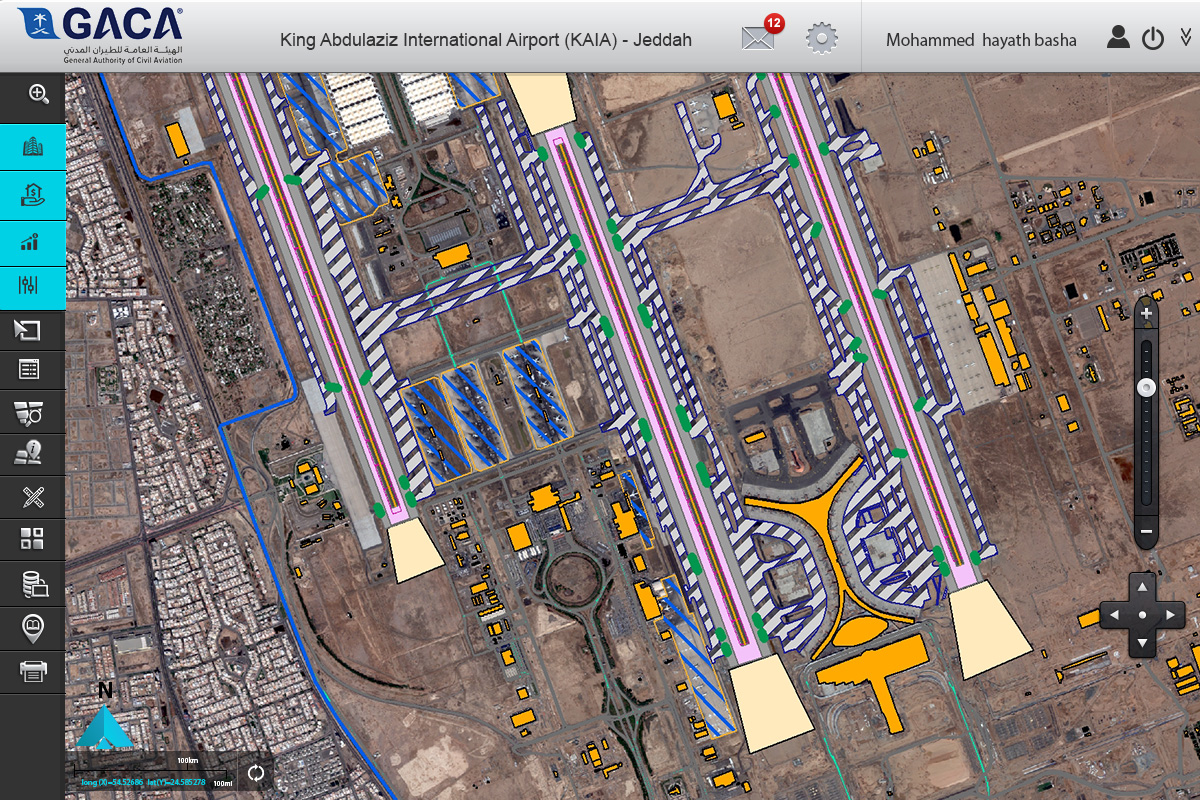 GACA
الهيئة العامة للطيران المدني
General Authority of Civil Aviation
King Abdulaziz International Airport (KAIA) - Jeddah
12
Mohammed hayath basha
N
100km
long (X)=54.52686 lat(Y)=24.585278
100mi